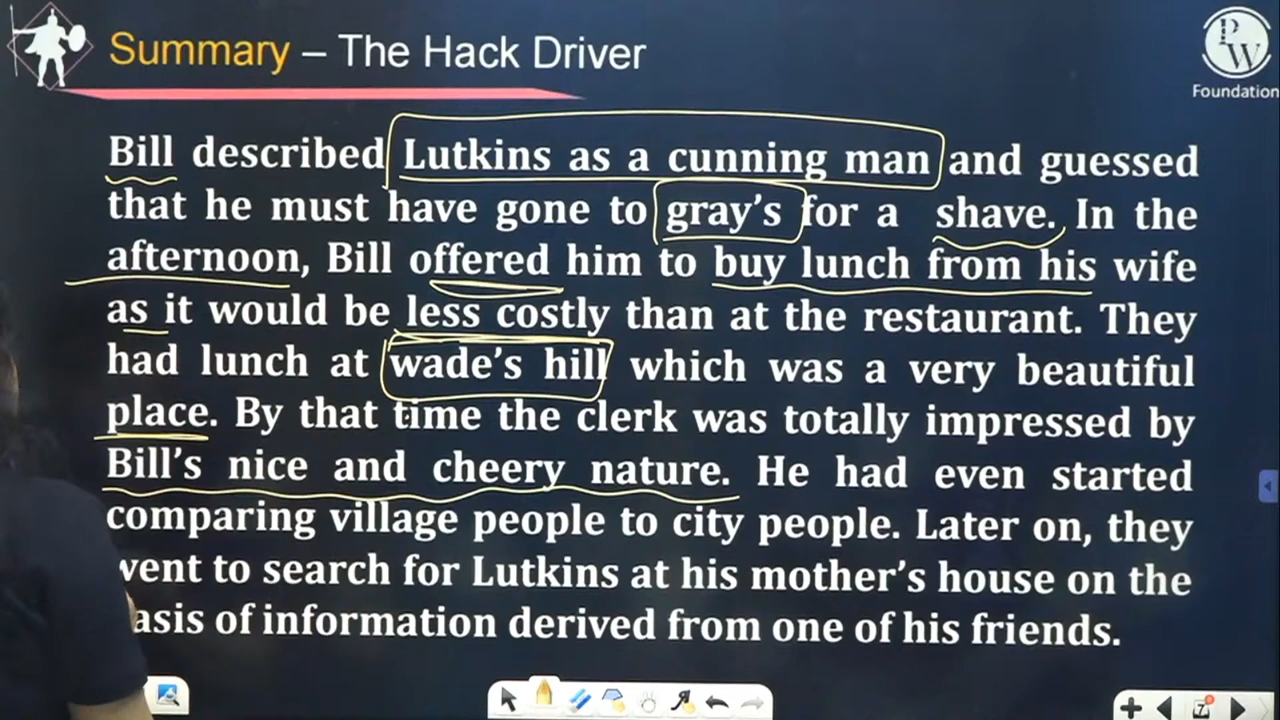 Summary – The Hack Driver
PW
Foundation
Bill described Lutkins as a cunning man and guessed
that he must have gone to gray's for a shave. In the
afternoon, Bill offered him to buy lunch from his wife
as it would be less costly than at the restaurant. They
had lunch at wade's hill which was a very beautiful
place. By that time the clerk was totally impressed by
Bill's nice and cheery nature. He had even started
comparing village people to city people. Later on, they
went to search for Lutkins at his mother's house on the
asis of information derived from one of his friends.
7